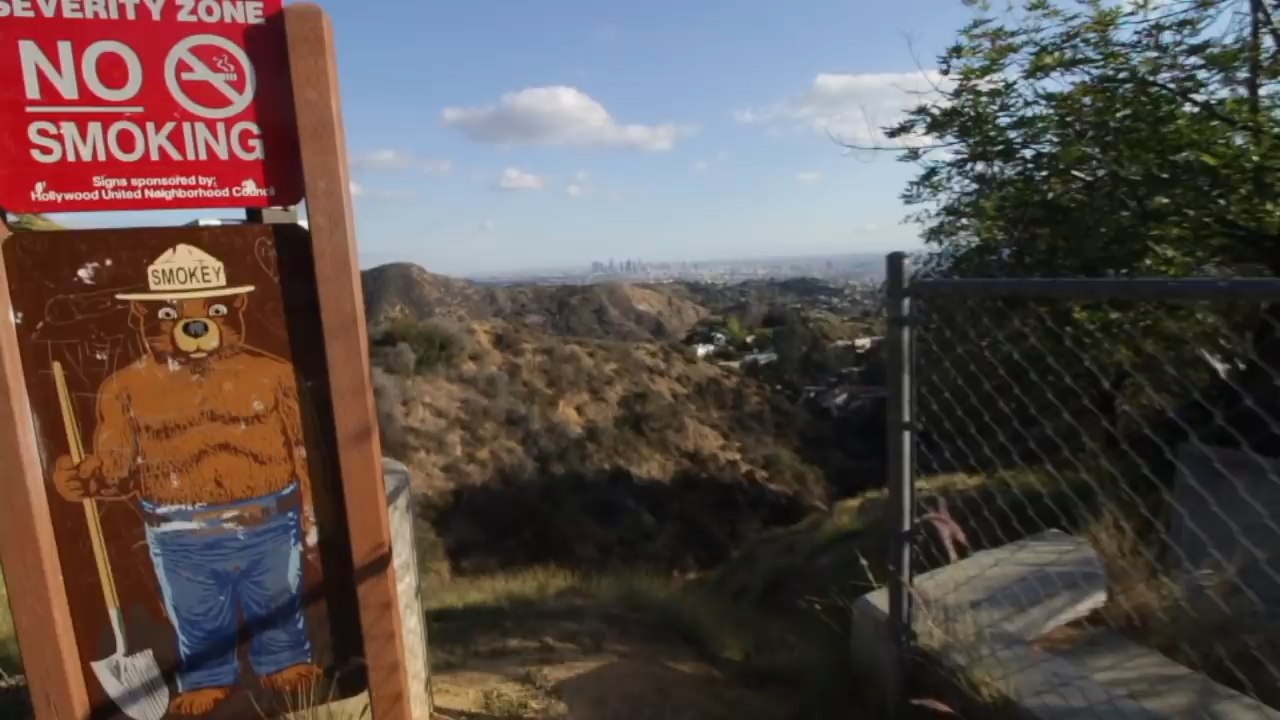 SEVERITY ZONE
NO
SMOKING
Signs sponsored by:
Hollywood United Neighborhood Council
SMOKEY